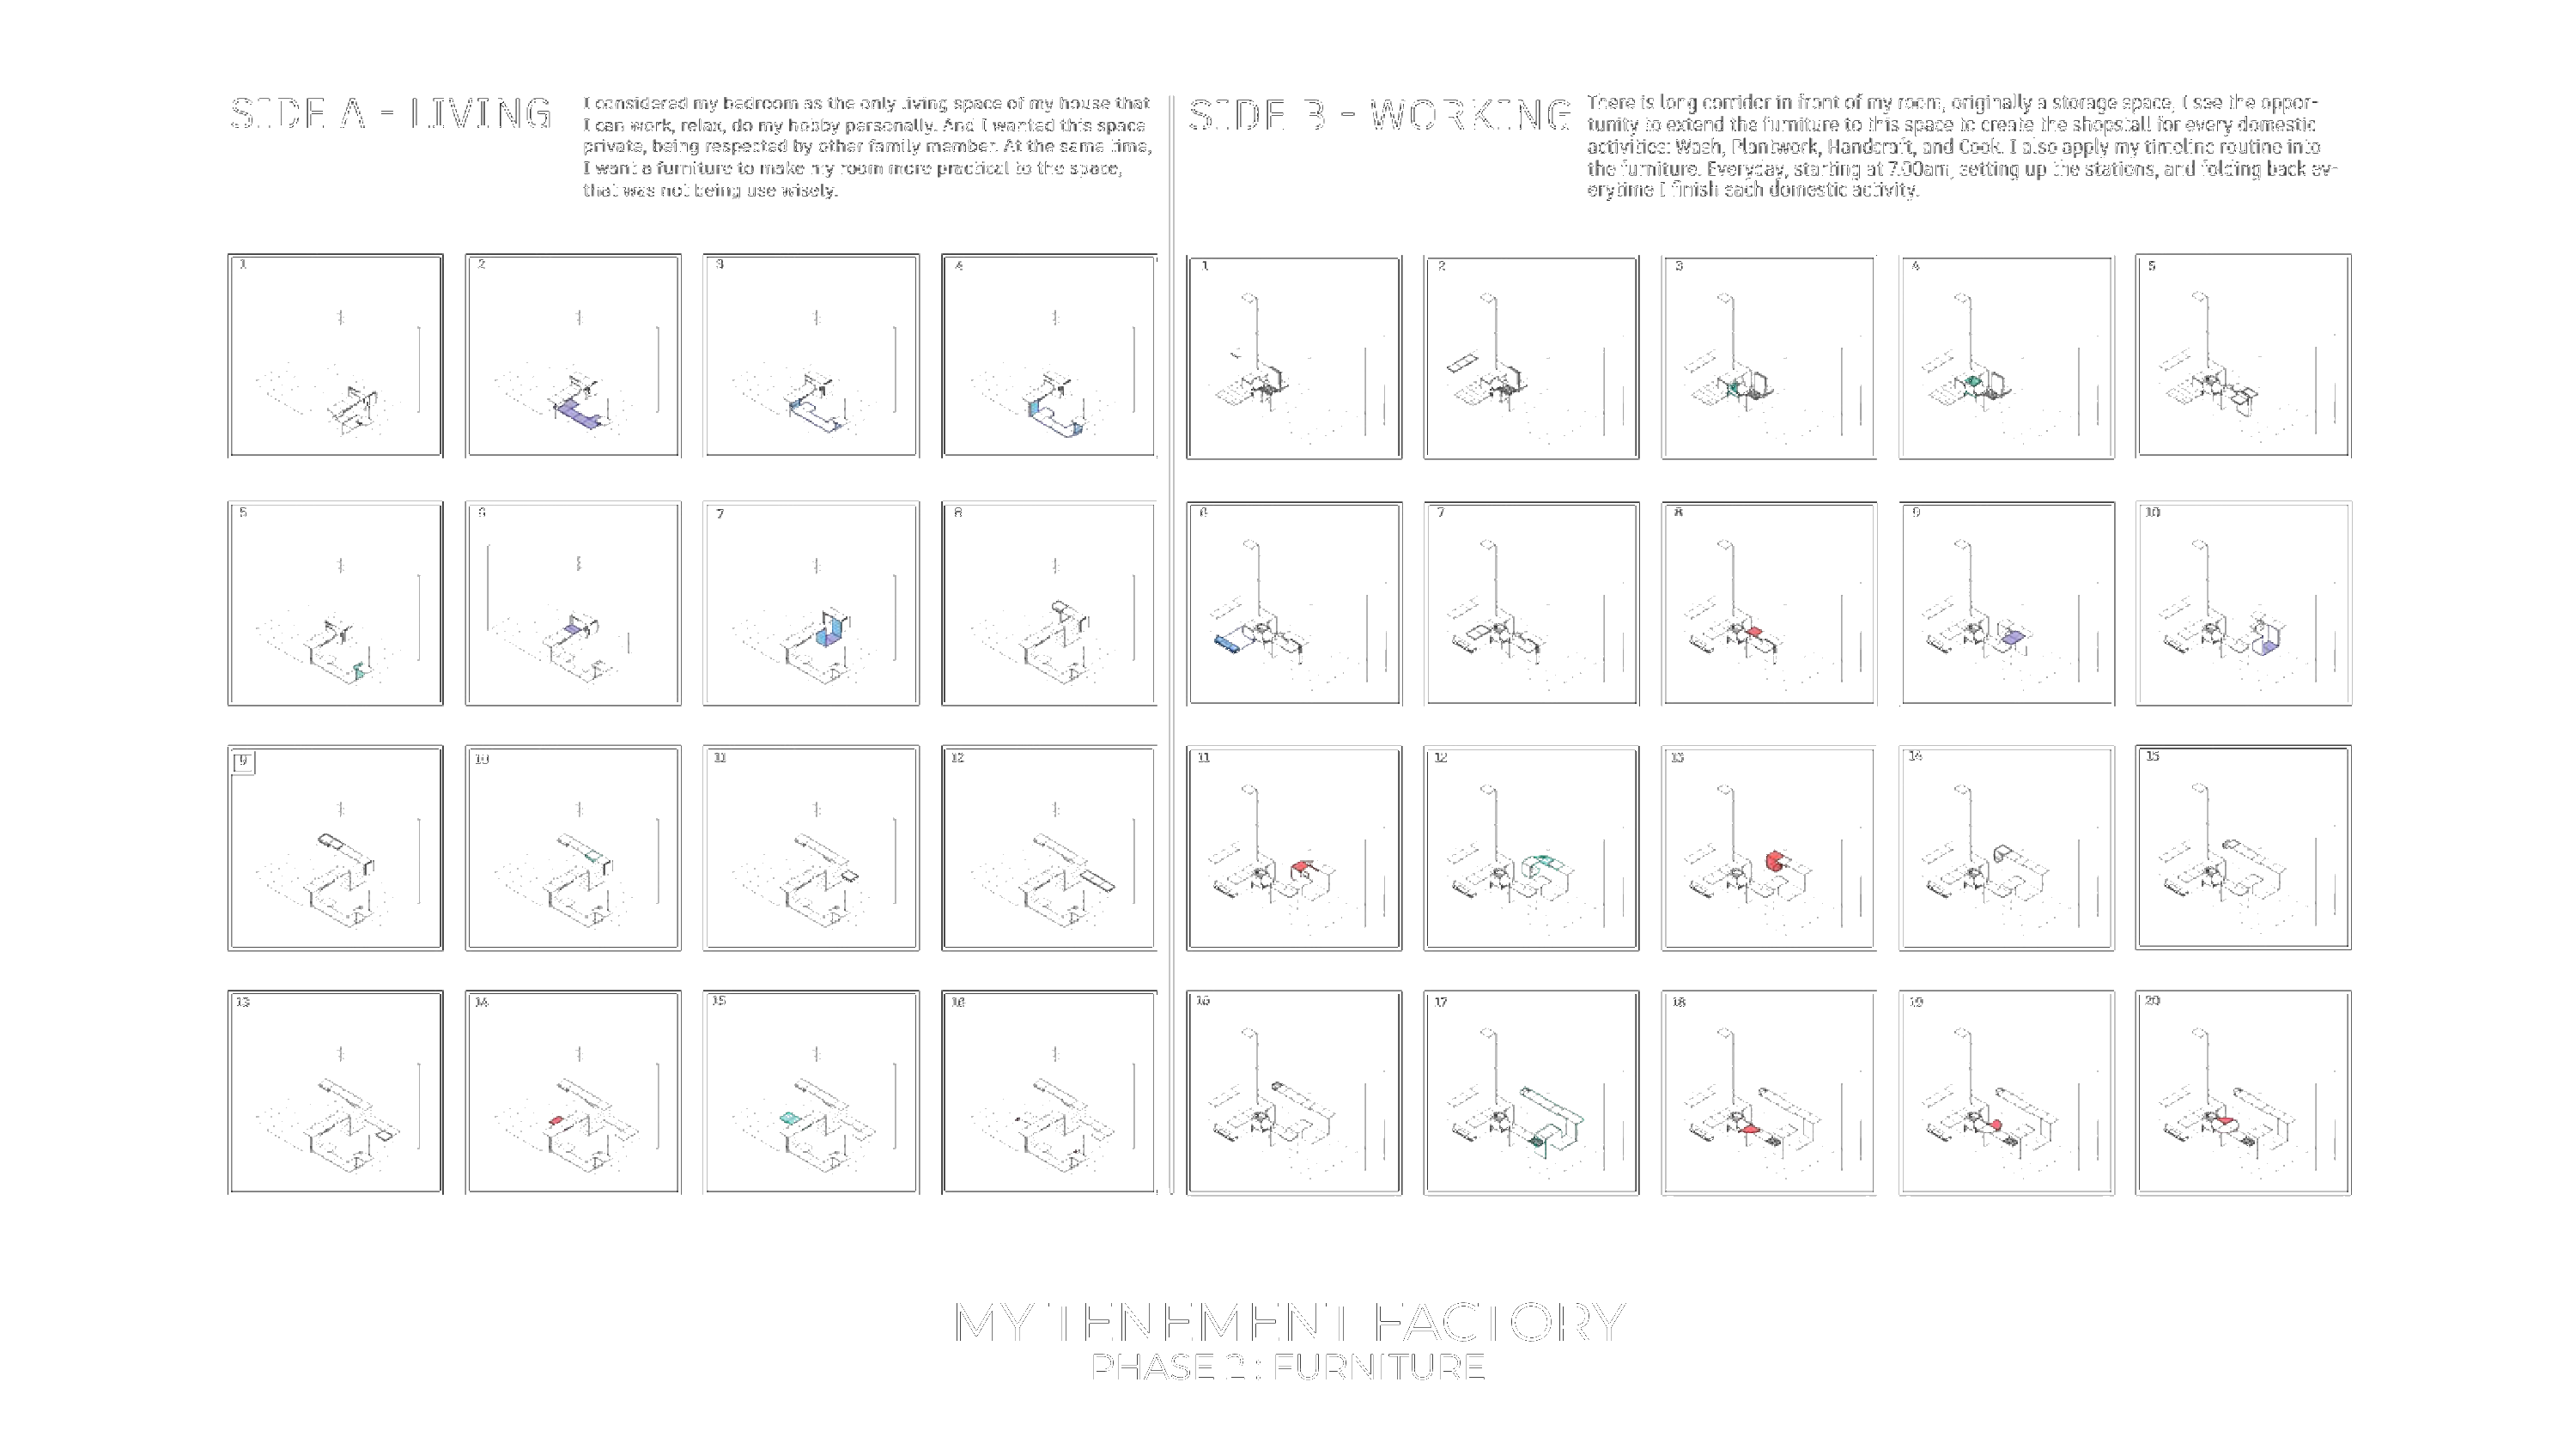 SIDE A - LIVING
I considered my bedroom as the only living space of my house that
I can work, relax, do my hobby personally. And I wanted this space
private, being respected by other family member. At the same time,
I want a furniture to make my room more practical to the space,
that was not being use wisely.
SIDE B - WORKING
There is long corridor in front of my room, originally a storage space, I see the oppor-
tunity to extend the furniture to this space to create the shopstall for every domestic
activities: Wash, Plantwork, Handcraft, and Cook. I also apply my timeline routine into
the furniture. Everyday, starting at 7.00am, setting up the stations, and folding back ev-
erytime I finish each domestic activity.
1
2
3
4
5
6
7
8
9
10
11
12
13
14
15
16
1
2
3
4
5
6
7
8
9
10
11
12
13
14
15
16
17
18
19
20
MY TENEMENT FACTORY
PHASE 2 : FURNITURE